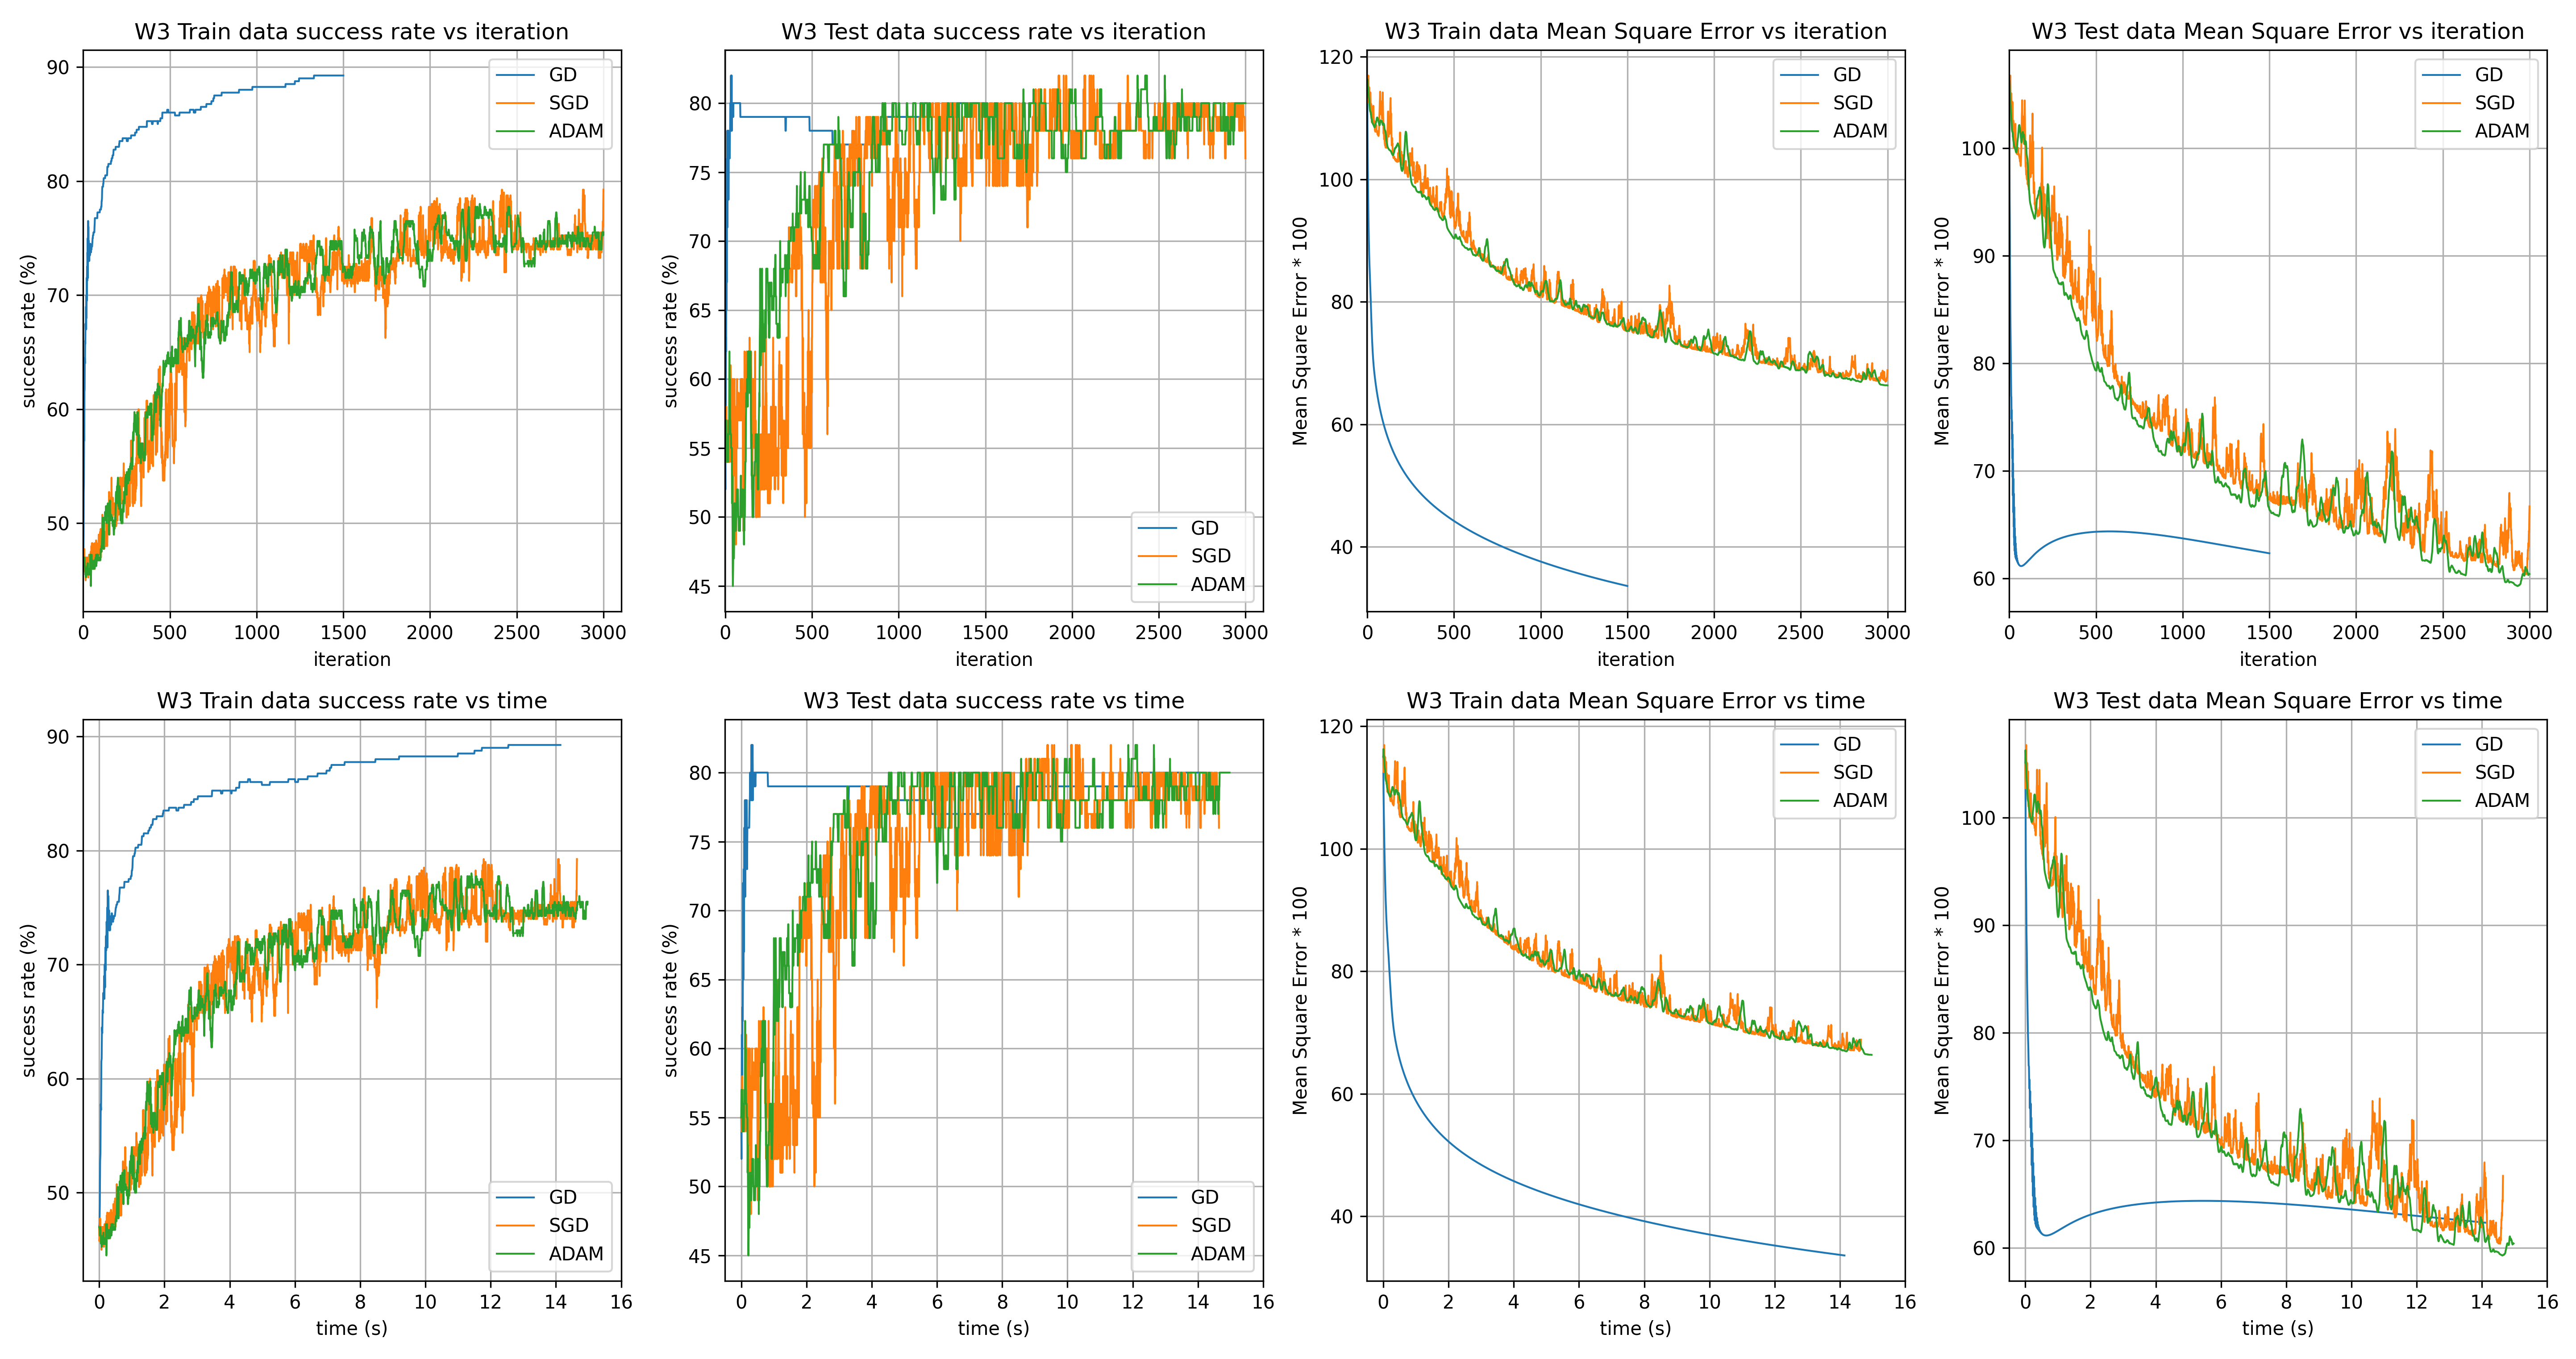 W3 Train data success rate vs iteration
success rate (%)
90
80
70
60
50
GD
SGD
ADAM
0 500 1000 1500 2000 2500 3000
iteration
W3 Test data success rate vs iteration
success rate (%)
80
75
70
65
60
55
50
45
GD
SGD
ADAM
0 500 1000 1500 2000 2500 3000
iteration
W3 Train data Mean Square Error vs iteration
Mean Square Error * 100
120
100
80
60
40
GD
SGD
ADAM
0 500 1000 1500 2000 2500 3000
iteration
W3 Test data Mean Square Error vs iteration
Mean Square Error * 100
100
90
80
70
60
GD
SGD
ADAM
0 500 1000 1500 2000 2500 3000
iteration
W3 Train data success rate vs time
success rate (%)
90
80
70
60
50
GD
SGD
ADAM
0 2 4 6 8 10 12 14 16
time (s)
W3 Test data success rate vs time
success rate (%)
80
75
70
65
60
55
50
45
GD
SGD
ADAM
0 2 4 6 8 10 12 14 16
time (s)
W3 Train data Mean Square Error vs time
Mean Square Error * 100
120
100
80
60
40
GD
SGD
ADAM
0 2 4 6 8 10 12 14 16
time (s)
W3 Test data Mean Square Error vs time
Mean Square Error * 100
100
90
80
70
60
GD
SGD
ADAM
0 2 4 6 8 10 12 14 16
time (s)